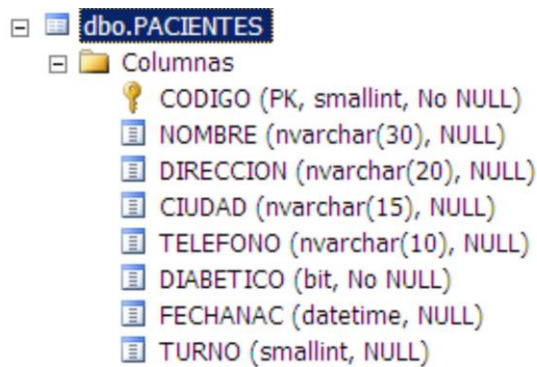 dbo.PACIENTES
Columnas
CODIGO (PK, smallint, No NULL)
NOMBRE (nvarchar(30), NULL)
DIRECCION (nvarchar(20), NULL)
CIUDAD (nvarchar(15), NULL)
TELEFONO (nvarchar(10), NULL)
DIABETICO (bit, No NULL)
FECHANAC (datetime, NULL)
TURNO (smallint, NULL)